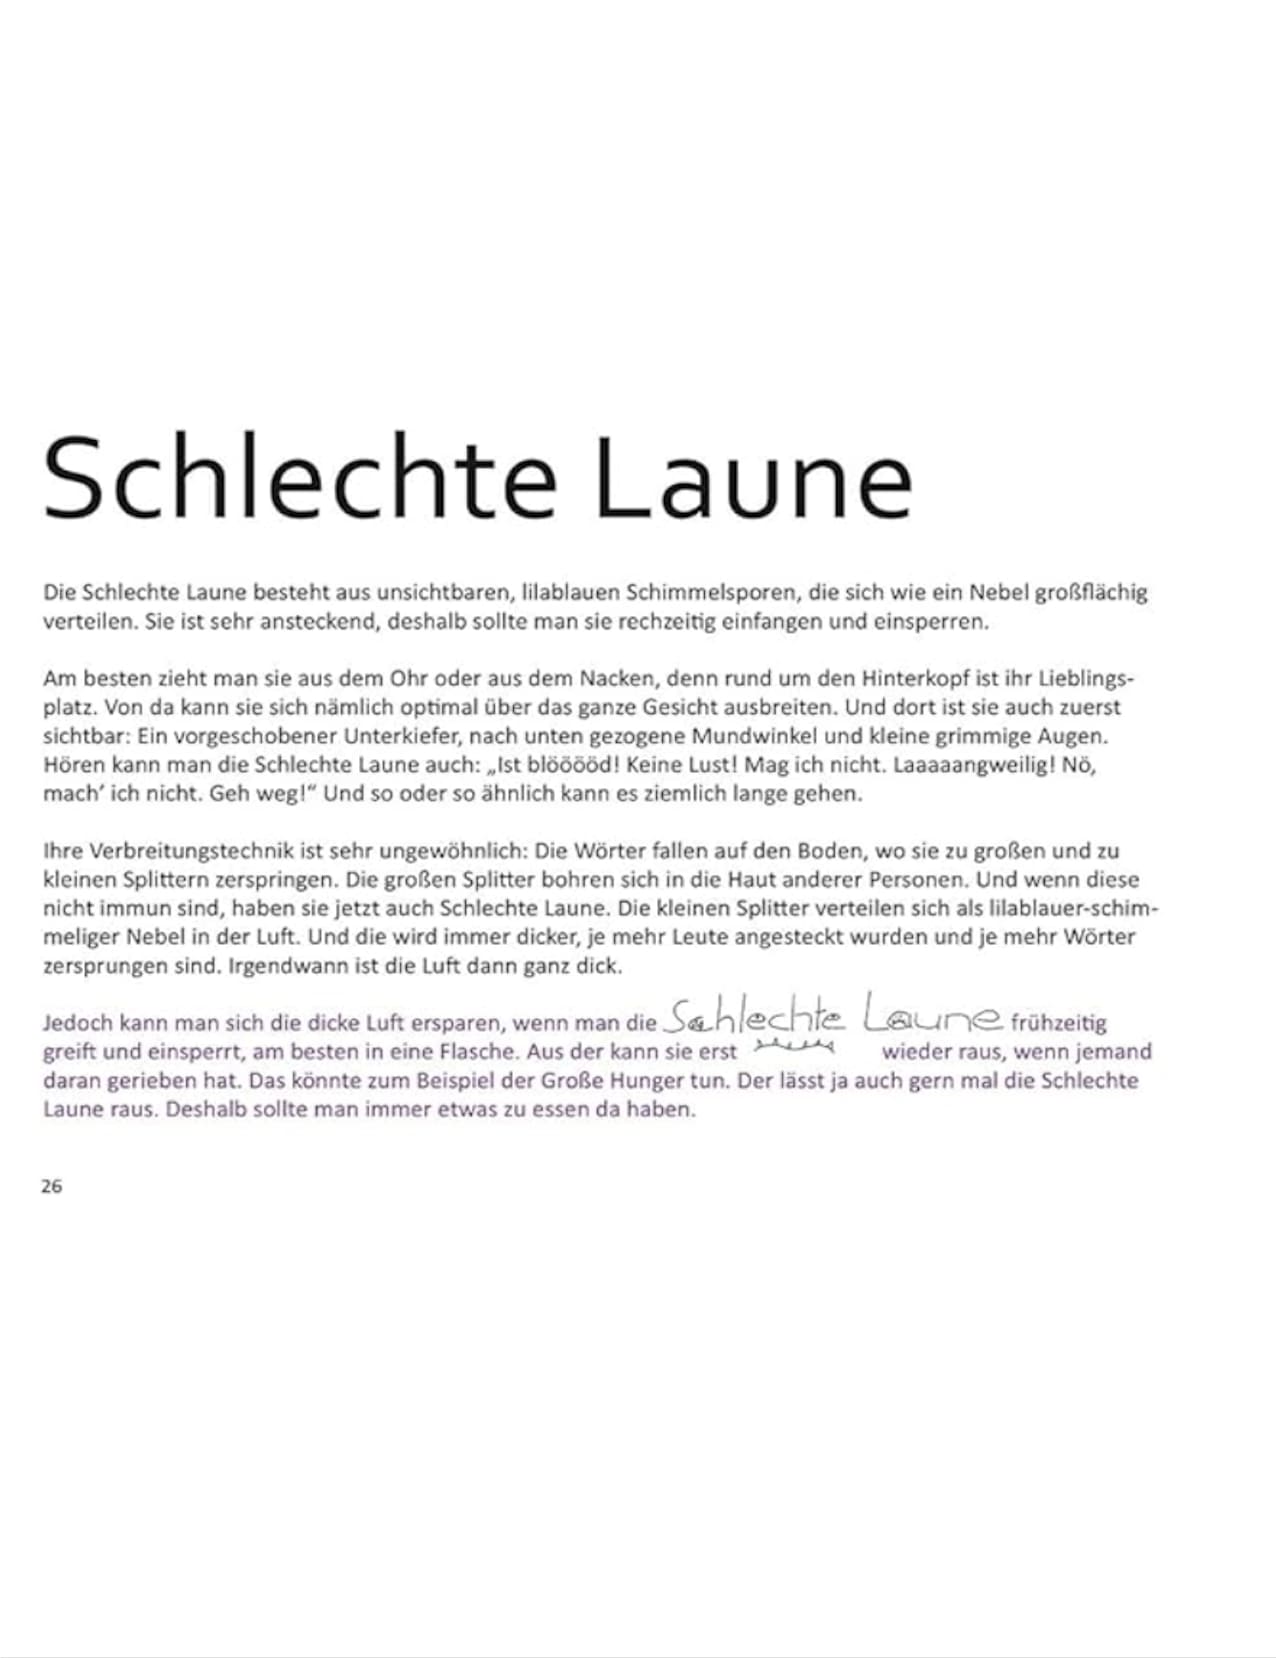 Schlechte Laune
Die Schlechte Laune besteht aus unsichtbaren, lilablauen Schimmelsporen, die sich wie ein Nebel großflächig
verteilen. Sie ist sehr ansteckend, deshalb sollte man sie rechzeitig einfangen und einsperren.
Am besten zieht man sie aus dem Ohr oder aus dem Nacken, denn rund um den Hinterkopf ist ihr Lieblings-
platz. Von da kann sie sich nämlich optimal über das ganze Gesicht ausbreiten. Und dort ist sie auch zuerst
sichtbar: Ein vorgeschobener Unterkiefer, nach unten gezogene Mundwinkel und kleine grimmige Augen.
Hören kann man die Schlechte Laune auch: „Ist blööööd! Keine Lust! Mag ich nicht. Laaaaangweilig! Nö,
mach’ ich nicht. Geh weg!“ Und so oder so ähnlich kann es ziemlich lange gehen.
Ihre Verbreitungstechnik ist sehr ungewöhnlich: Die Wörter fallen auf den Boden, wo sie zu großen und zu
kleinen Splittern zerspringen. Die großen Splitter bohren sich in die Haut anderer Personen. Und wenn diese
nicht immun sind, haben sie jetzt auch Schlechte Laune. Die kleinen Splitter verteilen sich als lilablauer-schim-
meliger Nebel in der Luft. Und die wird immer dicker, je mehr Leute angesteckt wurden und je mehr Wörter
zersprungen sind. Irgendwann ist die Luft dann ganz dick.
Jedoch kann man sich die dicke Luft ersparen, wenn man die Schlechte Laune frühzeitig
greift und einsperrt, am besten in eine Flasche. Aus der kann sie erst wieder raus, wenn jemand
daran gerieben hat. Das könnte zum Beispiel der Große Hunger tun. Der lässt ja auch gern mal die Schlechte
Laune raus. Deshalb sollte man immer etwas zu essen da haben.
26